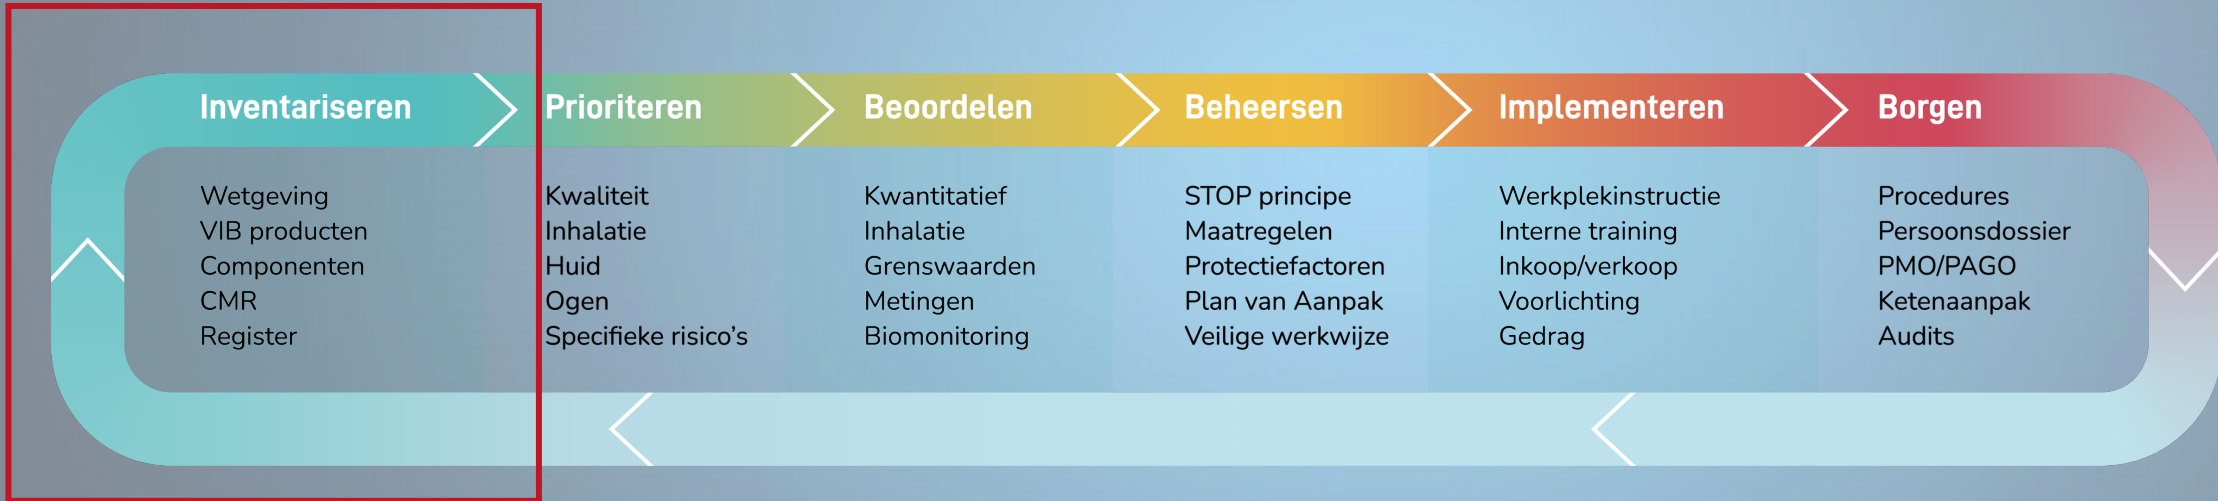 Inventariseren
Wetgeving
VIB producten
Componenten
CMR
Register
Prioriteren
Kwaliteit
Inhalatie
Huid
Ogen
Specifieke risico’s
Beoordelen
Kwantitatief
Inhalatie
Grenswaarden
Metingen
Biomonitoring
Beheersen
STOP principe
Maatregelen
Protectiefactoren
Plan van Aanpak
Veilige werkwijze
Implementeren
Werkplekinstructie
Interne training
Inkoop/verkoop
Voorlichting
Gedrag
Borgen
Procedures
Persoonsdossier
PMO/PAGO
Ketenaanpak
Audits